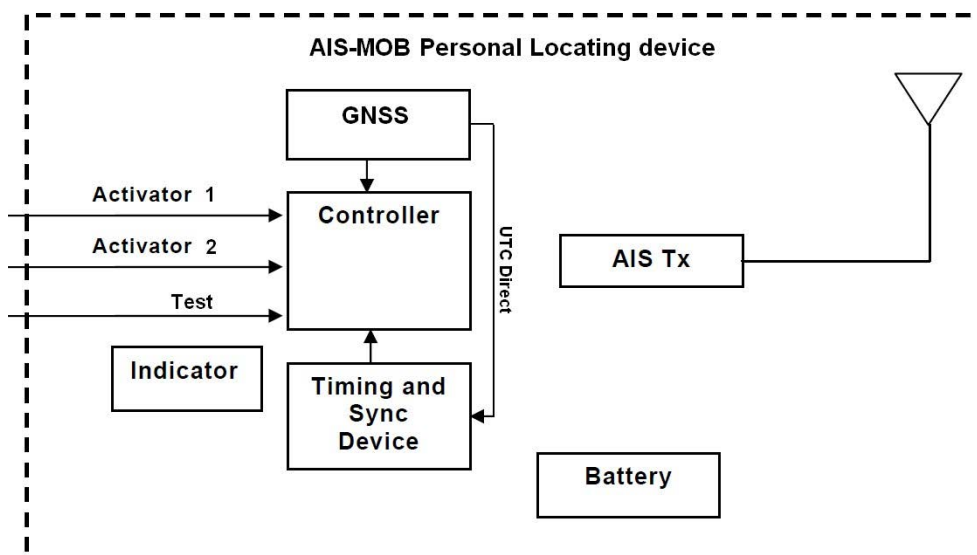 AIS-MOB Personal Locating device
GNSS
Activator 1
Controller
Activator 2
UTC Direct
AIS Tx
Test
Indicator
Timing and
Sync
Device
Battery